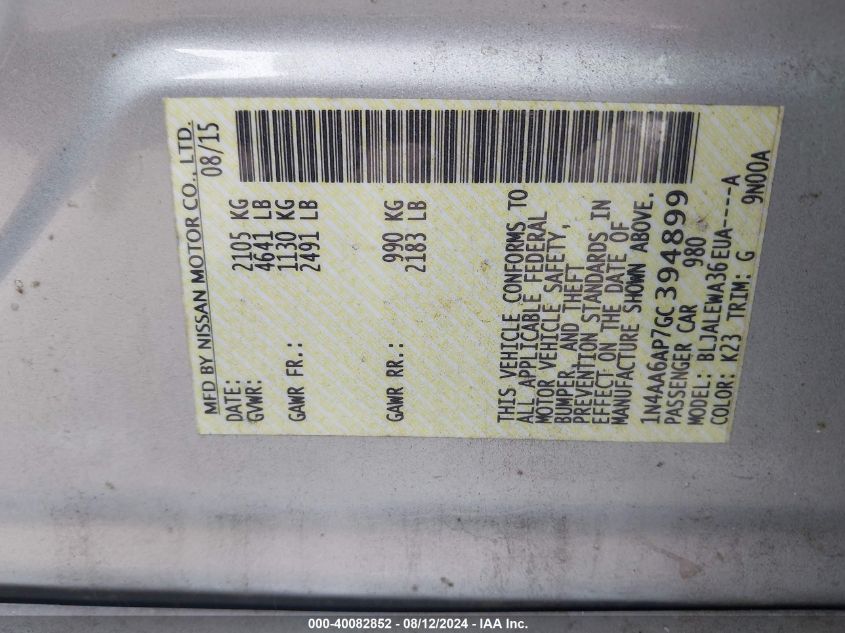 MFD BY NISSAN MOTOR CO., LTD.
DATE: 08/15
GVWR: 2105 KG
4641 LB
GAWR FR.: 1130 KG
2491 LB
GAWR RR.: 990 KG
2183 LB
THIS VEHICLE CONFORMS TO
ALL APPLICABLE FEDERAL
MOTOR VEHICLE SAFETY,
BUMPER, AND THEFT
PREVENTION STANDARDS IN
EFFECT ON THE DATE OF
MANUFACTURE SHOWN ABOVE.
1N4AA6AP7GC394899
PASSENGER CAR 980
MODEL: BLJALEWA36EUA----A
COLOR: K23 TRIM: G 9N00A
000-40082852 - 08/12/2024 - IAA Inc.